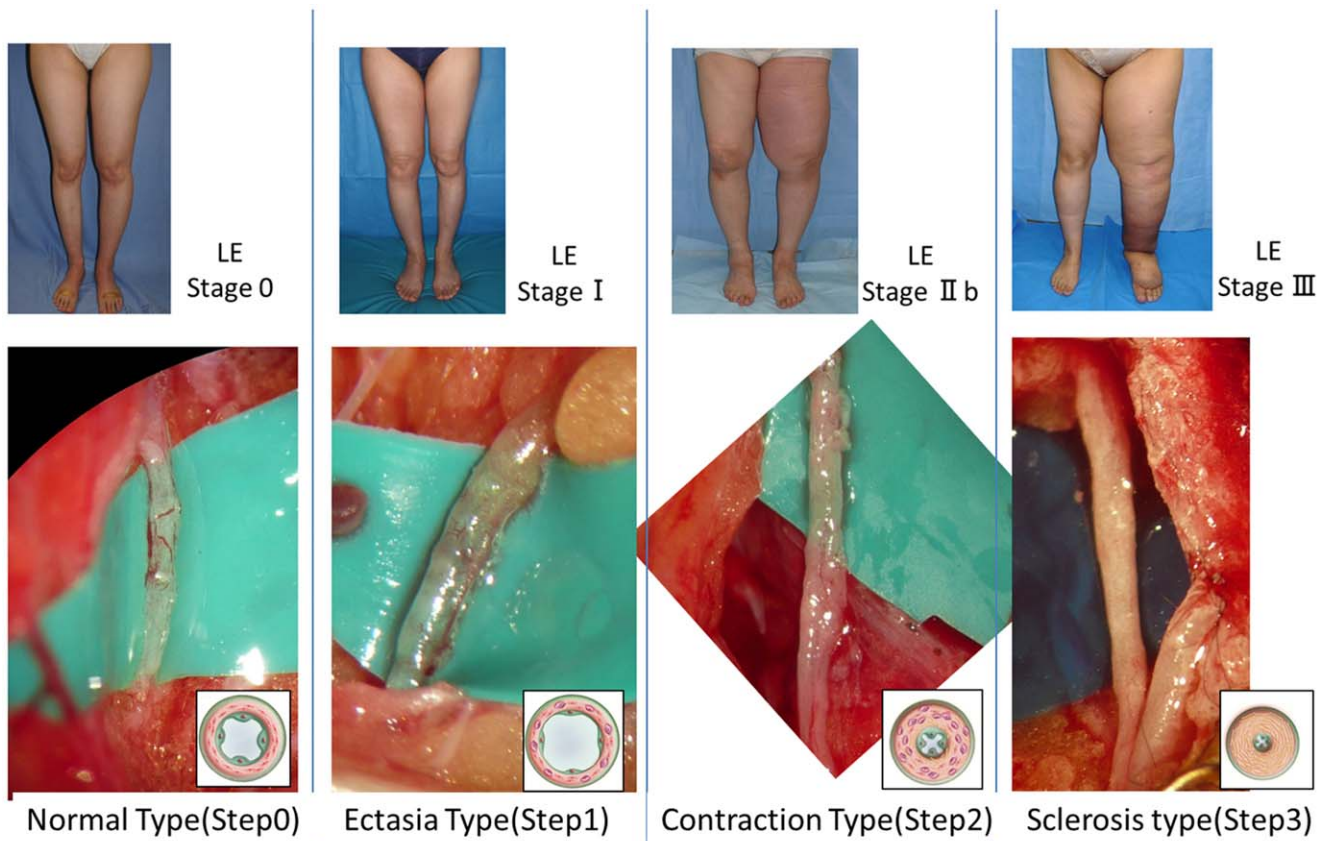 LE
Stage 0
LE
Stage Ⅰ
LE
Stage Ⅱb
LE
Stage Ⅲ
Normal Type(Step0)
Ectasia Type(Step1)
Contraction Type(Step2)
Sclerosis type(Step3)